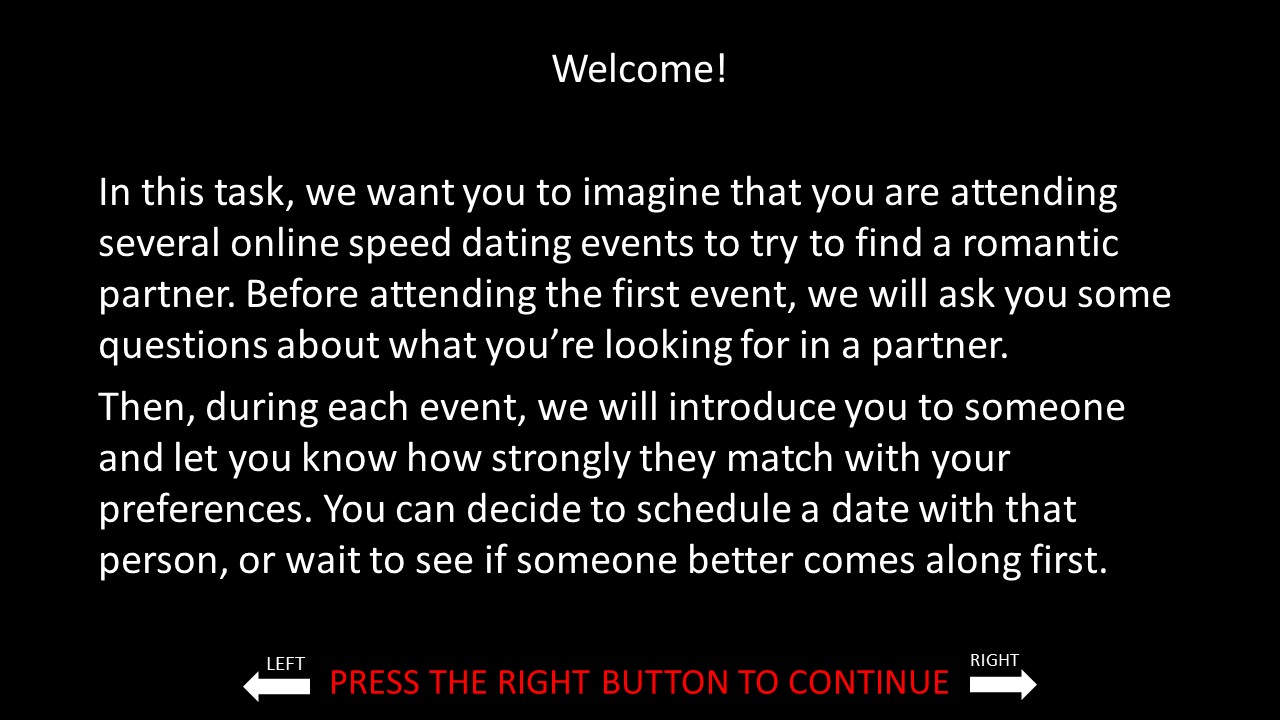 Welcome!
In this task, we want you to imagine that you are attending
several online speed dating events to try to find a romantic
partner. Before attending the first event, we will ask you some
questions about what you’re looking for in a partner.
Then, during each event, we will introduce you to someone
and let you know how strongly they match with your
preferences. You can decide to schedule a date with that
person, or wait to see if someone better comes along first.
LEFT
PRESS THE RIGHT BUTTON TO CONTINUE
RIGHT